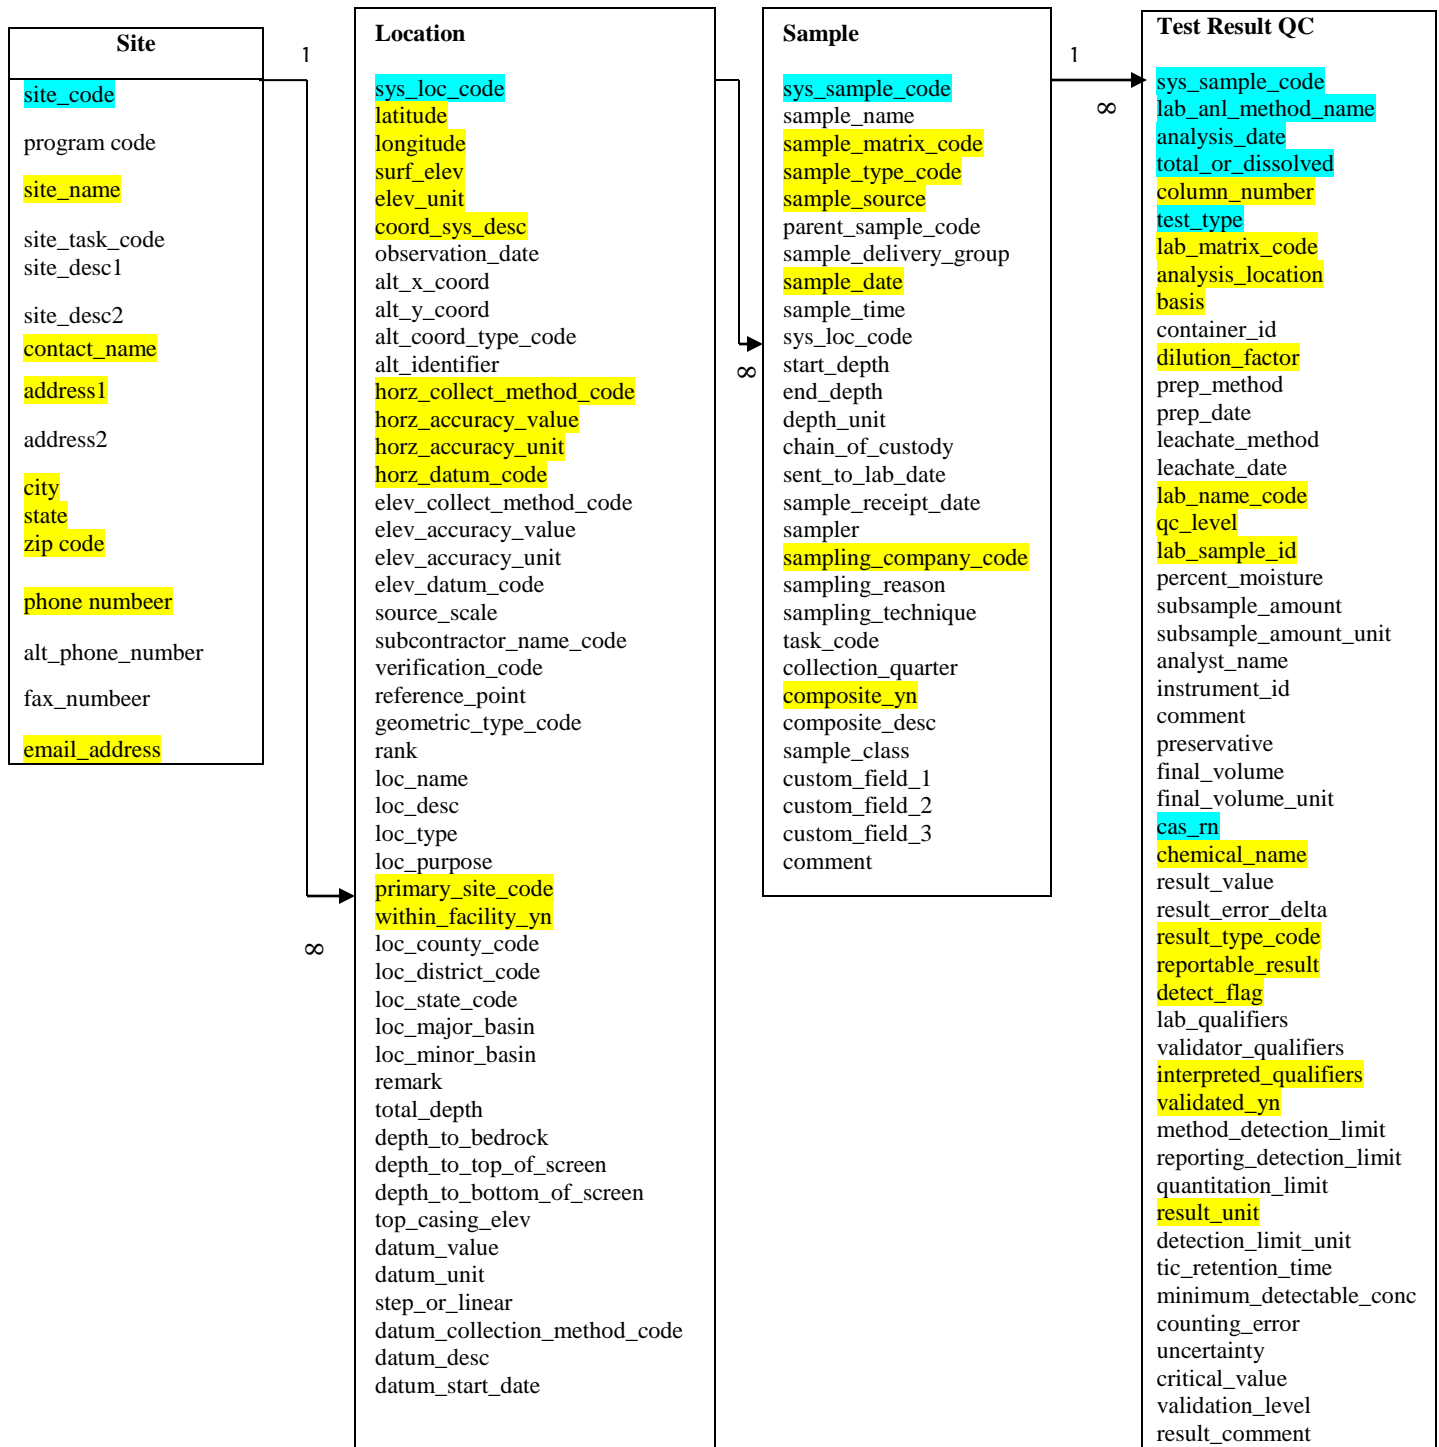 Site
site_code
program code
site_name
site_task_code
site_desc1
site_desc2
contact_name
address1
address2
city
state
zip code
phone numbeer
alt_phone_number
fax_numbeer
email_address
1
∞
Location
sys_loc_code
latitude
longitude
surf_elev
elev_unit
coord_sys_desc
observation_date
alt_x_coord
alt_y_coord
alt_coord_type_code
alt_identifier
horz_collect_method_code
horz_accuracy_value
horz_accuracy_unit
horz_datum_code
elev_collect_method_code
elev_accuracy_value
elev_accuracy_unit
elev_datum_code
source_scale
subcontractor_name_code
verification_code
reference_point
geometric_type_code
rank
loc_name
loc_desc
loc_type
loc_purpose
primary_site_code
within_facility_yn
loc_county_code
loc_district_code
loc_state_code
loc_major_basin
loc_minor_basin
remark
total_depth
depth_to_bedrock
depth_to_top_of_screen
depth_to_bottom_of_screen
top_casing_elev
datum_value
datum_unit
step_or_linear
datum_collection_method_code
datum_desc
datum_start_date
∞
Sample
sys_sample_code
sample_name
sample_matrix_code
sample_type_code
sample_source
parent_sample_code
sample_delivery_group
sample_date
sample_time
sys_loc_code
start_depth
end_depth
depth_unit
chain_of_custody
sent_to_lab_date
sample_receipt_date
sampler
sampling_company_code
sampling_reason
sampling_technique
task_code
collection_quarter
composite_yn
composite_desc
sample_class
custom_field_1
custom_field_2
custom_field_3
comment
1
∞
Test Result QC
sys_sample_code
lab_anl_method_name
analysis_date
total_or_dissolved
column_number
test_type
lab_matrix_code
analysis_location
basis
container_id
dilution_factor
prep_method
prep_date
leachate_method
leachate_date
lab_name_code
qc_level
lab_sample_id
percent_moisture
subsample_amount
subsample_amount_unit
analyst_name
instrument_id
comment
preservative
final_volume
final_volume_unit
cas_rn
chemical_name
result_value
result_error_delta
result_type_code
reportable_result
detect_flag
lab_qualifiers
validator_qualifiers
interpreted_qualifiers
validated_yn
method_detection_limit
reporting_detection_limit
quantitation_limit
result_unit
detection_limit_unit
tic_retention_time
minimum_detectable_conc
counting_error
uncertainty
critical_value
validation_level
result_comment